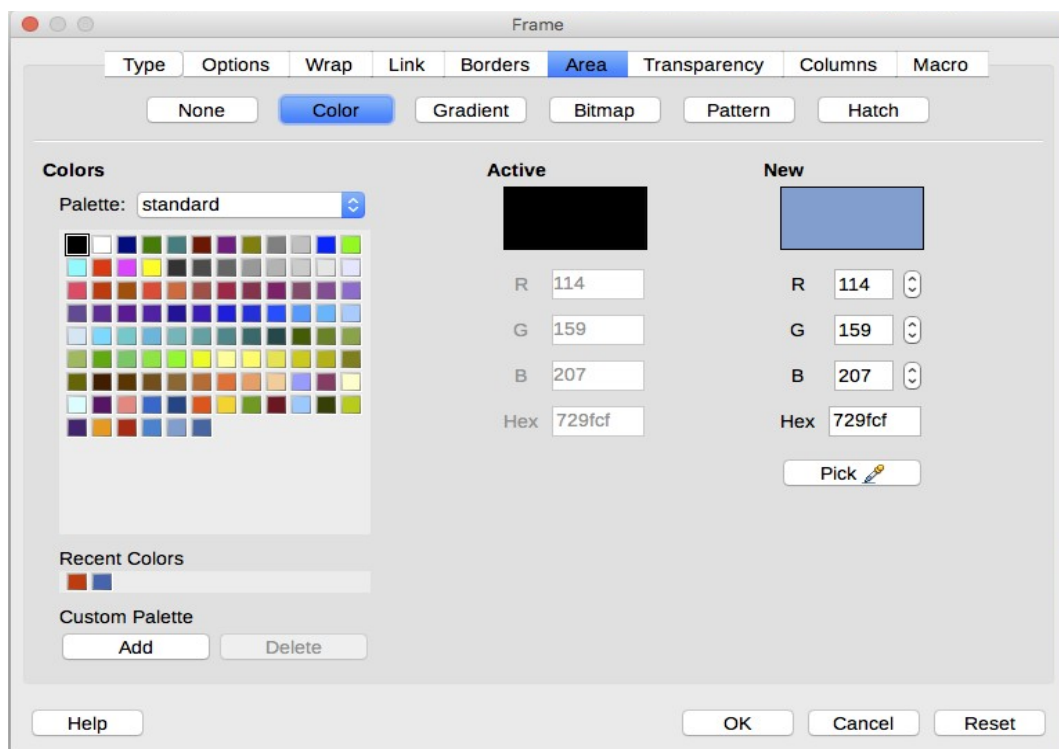 Frame
Type Options Wrap Link Borders Area Transparency Columns Macro
None Color Gradient Bitmap Pattern Hatch
Colors Active New
Palette: standard
R 114 R 114
G 159 G 159
B 207 B 207
Hex 729fcf Hex 729fcf
Pick
Recent Colors
Custom Palette
Add Delete
Help OK Cancel Reset